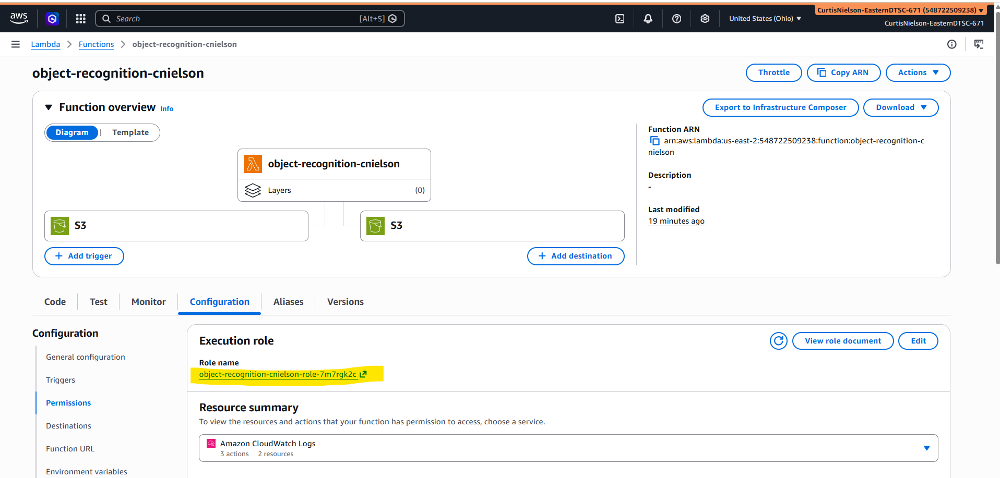 aws
Search
[Alt+S]
United States (Ohio)
CurtisNielson-EasternDTSC-671 (548722509238)
CurtisNielson-EasternDTSC-671
Lambda
Functions
object-recognition-cnielson
object-recognition-cnielson
Throttle
Copy ARN
Actions
Function overview Info
Export to Infrastructure Composer
Download
Diagram
Template
object-recognition-cnielson
Layers
(0)
S3
S3
Add trigger
Add destination
Function ARN
arn:aws:lambda:us-east-2:548722509238:function:object-recognition-c
nielson
Description
-
Last modified
19 minutes ago
Code
Test
Monitor
Configuration
Aliases
Versions
Configuration
General configuration
Triggers
Permissions
Destinations
Function URL
Environment variables
Execution role
View role document
Edit
Role name
object-recognition-cnielson-role-7m7rgk2c
Resource summary
To view the resources and actions that your function has permission to access, choose a service.
Amazon CloudWatch Logs
3 actions 2 resources